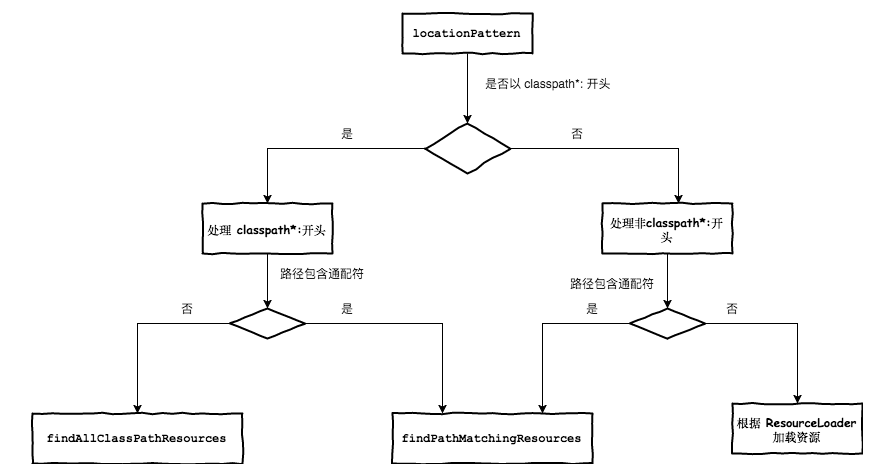 locationPattern
是否以 classpath*: 开头
是
否
处理 classpath*:开头
处理非classpath*:开
头
路径包含通配符
路径包含通配符
否
是
是
否
findAllClassPathResources
findPathMatchingResources
根据 ResourceLoader
加载资源